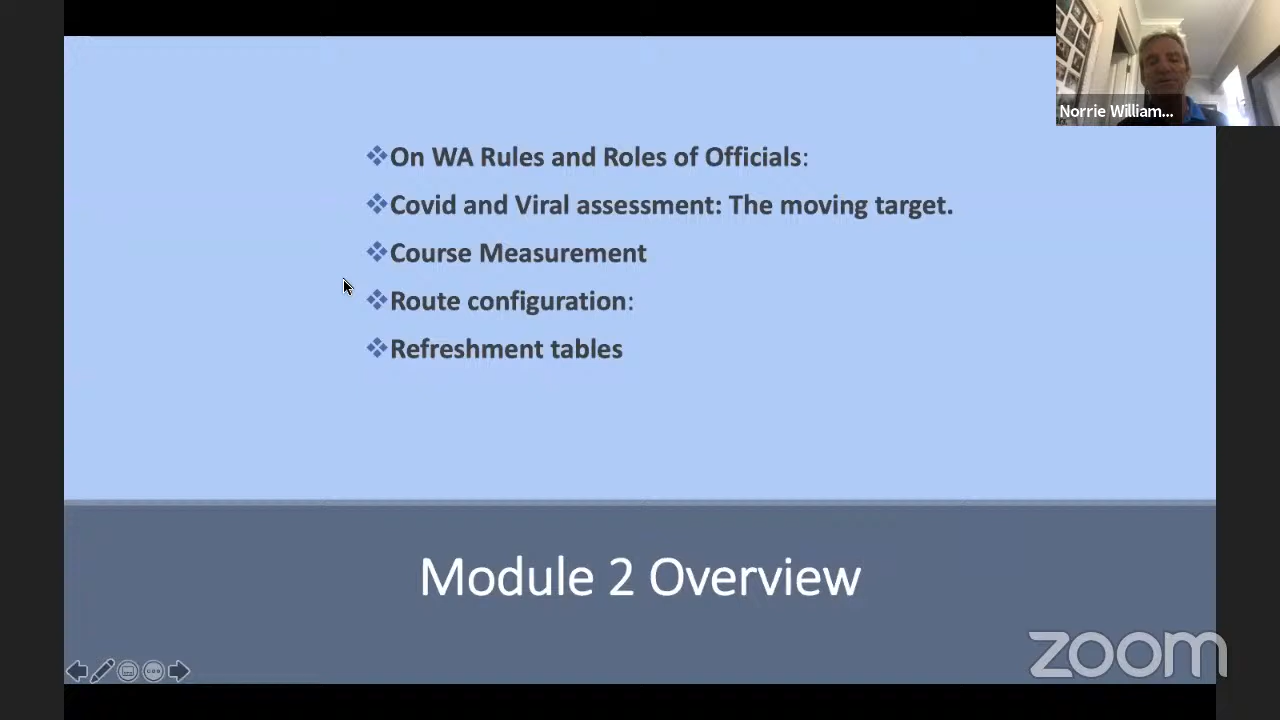 Norrie William...
❖On WA Rules and Roles of Officials:
❖Covid and Viral assessment: The moving target.
❖Course Measurement
❖Route configuration:
❖Refreshment tables
Module 2 Overview
zoom